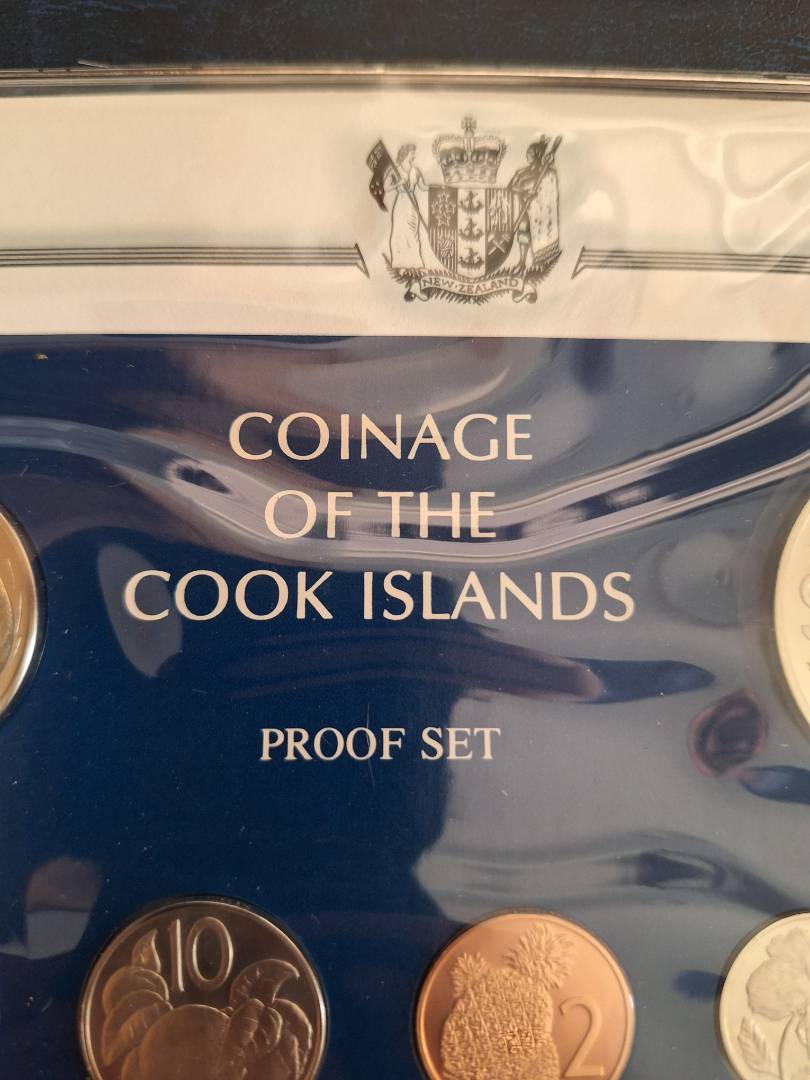 NEW·ZEALAND
COINAGE
OF THE
COOK ISLANDS
PROOF SET
10
2